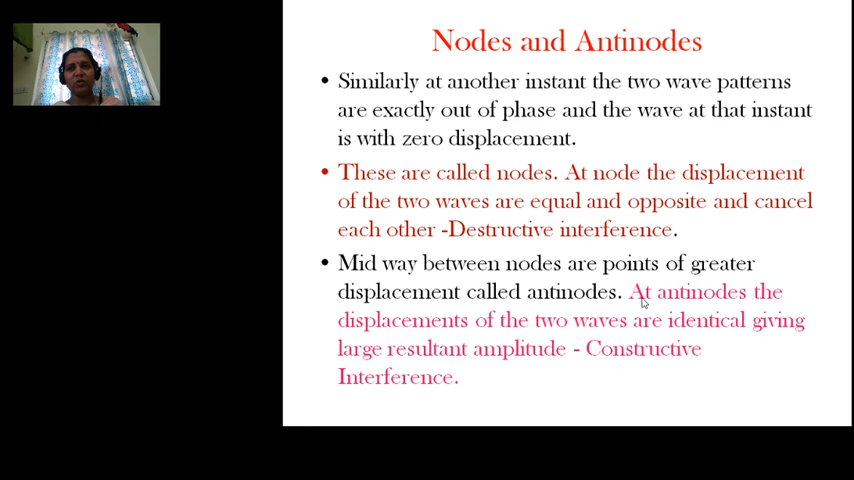 Nodes and Antinodes
• Similarly at another instant the two wave patterns
are exactly out of phase and the wave at that instant
is with zero displacement.
• These are called nodes. At node the displacement
of the two waves are equal and opposite and cancel
each other -Destructive interference.
• Mid way between nodes are points of greater
displacement called antinodes. At antinodes the
displacements of the two waves are identical giving
large resultant amplitude - Constructive
Interference.